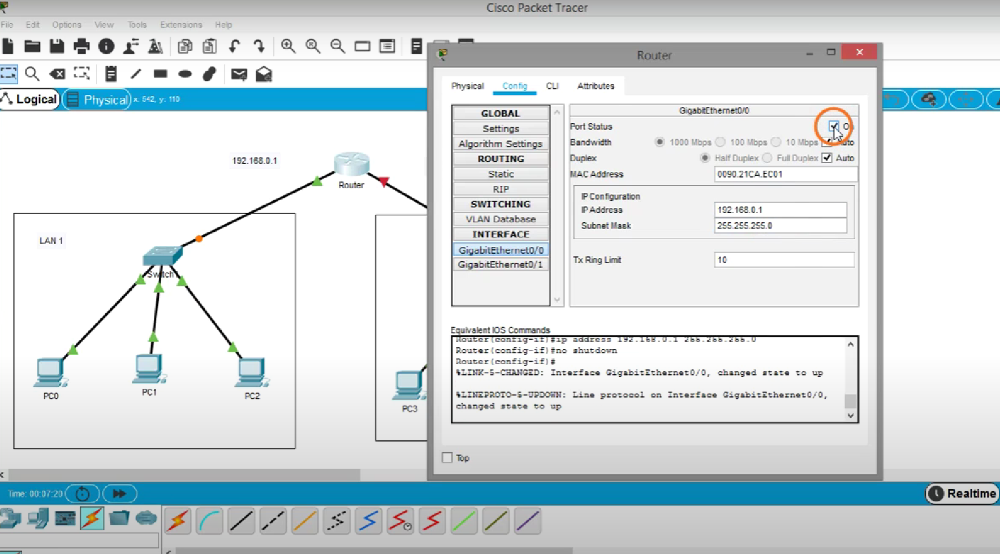 Cisco Packet Tracer
File Edit Options View Tools Extensions Help
Logical Physical x: 542, y: 110
192.168.0.1
Router
LAN 1
Switch
PC0
PC1
PC2
PC3
Router
Physical Config CLI Attributes
GLOBAL
Settings
Algorithm Settings
ROUTING
Static
RIP
SWITCHING
VLAN Database
INTERFACE
GigabitEthernet0/0
GigabitEthernet0/1
GigabitEthernet0/0
Port Status On
Bandwidth 1000 Mbps 100 Mbps 10 Mbps Auto
Duplex Half Duplex Full Duplex Auto
MAC Address 0090.21CA.EC01
IP Configuration
IP Address 192.168.0.1
Subnet Mask 255.255.255.0
Tx Ring Limit 10
Equivalent IOS Commands
Router(config-if)#ip address 192.168.0.1 255.255.255.0
Router(config-if)#no shutdown
Router(config-if)#
%LINK-5-CHANGED: Interface GigabitEthernet0/0, changed state to up
%LINEPROTO-5-UPDOWN: Line protocol on Interface GigabitEthernet0/0,
changed state to up
Top
Time: 00:07:20
Realtime